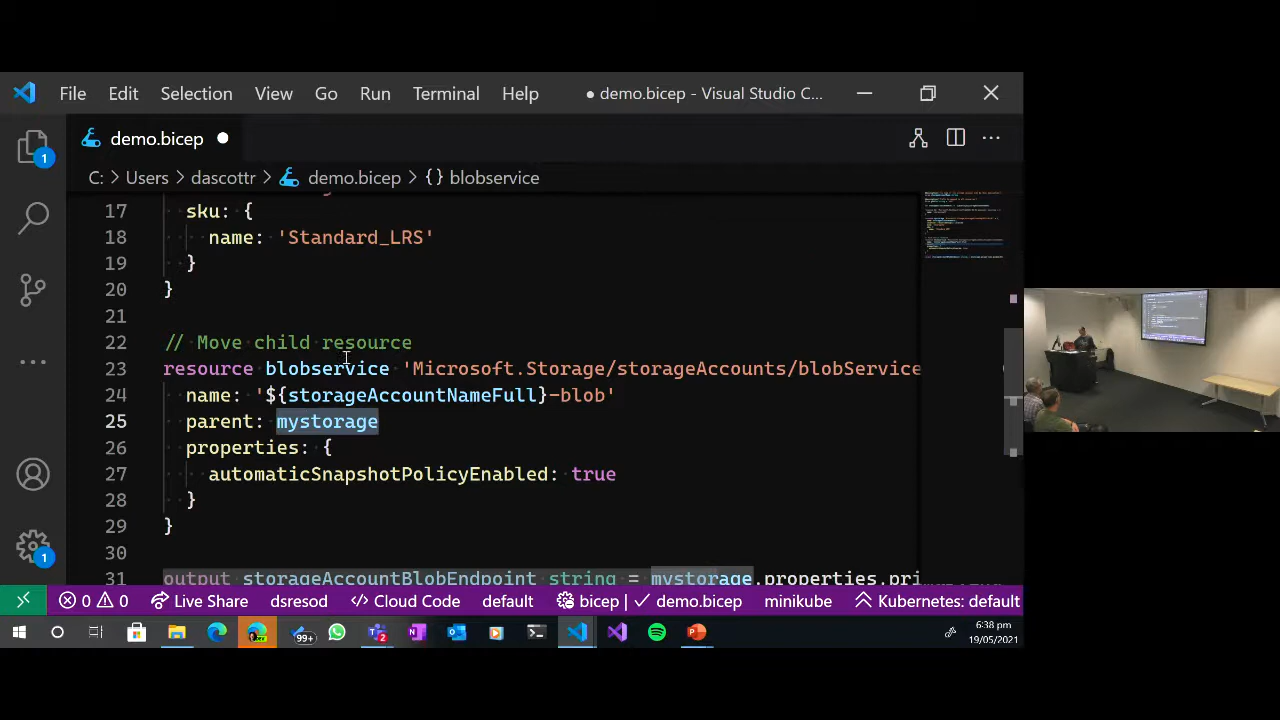 File Edit Selection View Go Run Terminal Help ● demo.bicep - Visual Studio C...
demo.bicep
C: > Users > dascottr > demo.bicep > {} blobservice
17 sku: {
18 name: 'Standard_LRS'
19 }
20 }
21
22 // Move child resource
23 resource blobservice 'Microsoft.Storage/storageAccounts/blobService
24 name: '${storageAccountNameFull}-blob'
25 parent: mystorage
26 properties: {
27 automaticSnapshotPolicyEnabled: true
28 }
29 }
30
31 output storageAccountBlobEndpoint string = mystorage.properties.pri
1
1
0 0 Live Share dsresod Cloud Code default bicep | ✓ demo.bicep minikube Kubernetes: default
99+
2
6:38 pm
19/05/2021